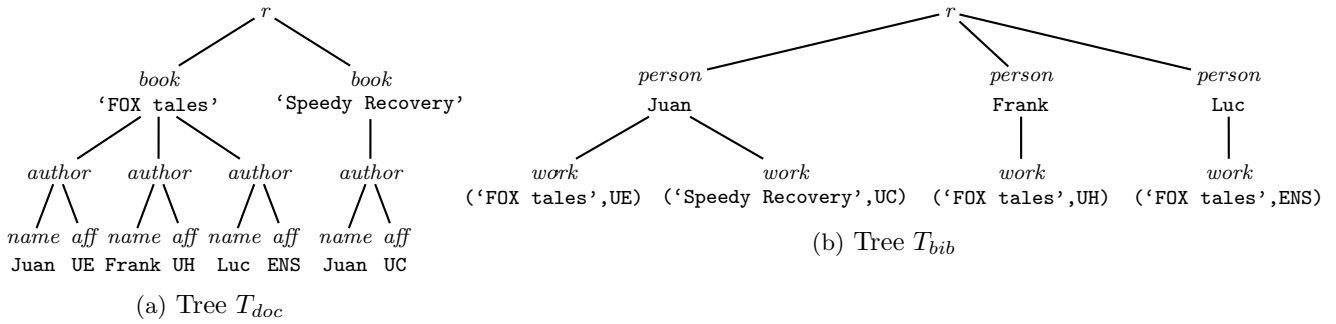 r
book book
‘FOX tales’ ‘Speedy Recovery’
author author author author
name aff name aff name aff name aff
Juan UE Frank UH Luc ENS Juan UC
(a) Tree T_doc
r
person person person
Juan Frank Luc
work work work work
(‘FOX tales’,UE) (‘Speedy Recovery’,UC) (‘FOX tales’,UH) (‘FOX tales’,ENS)
(b) Tree T_bib